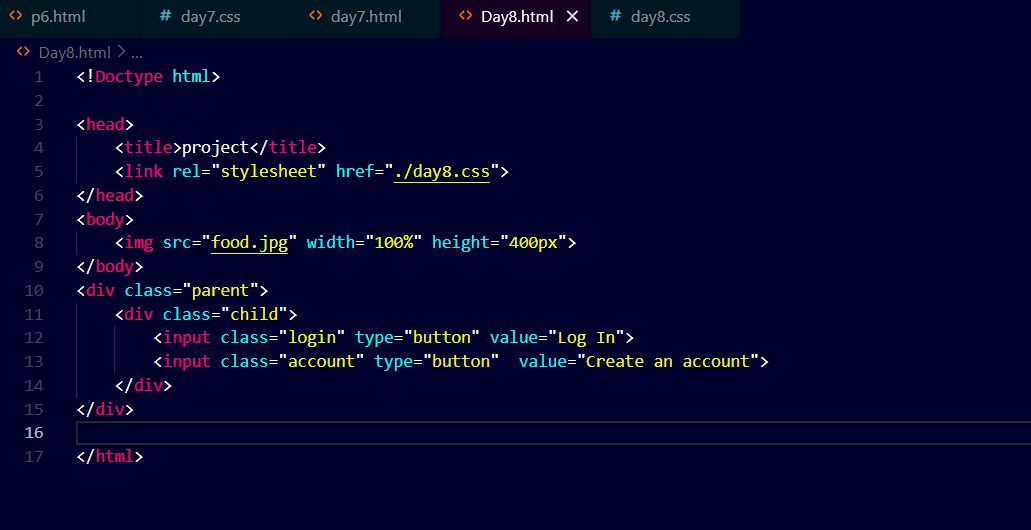 p6.html # day7.css day7.html Day8.html # day8.css
Day8.html > ...
1 <!Doctype html>
2
3 <head>
4 <title>project</title>
5 <link rel="stylesheet" href="./day8.css">
6 </head>
7 <body>
8 <img src="food.jpg" width="100%" height="400px">
9 </body>
10 <div class="parent">
11 <div class="child">
12 <input class="login" type="button" value="Log In">
13 <input class="account" type="button"  value="Create an account">
14 </div>
15 </div>
16
17 </html>